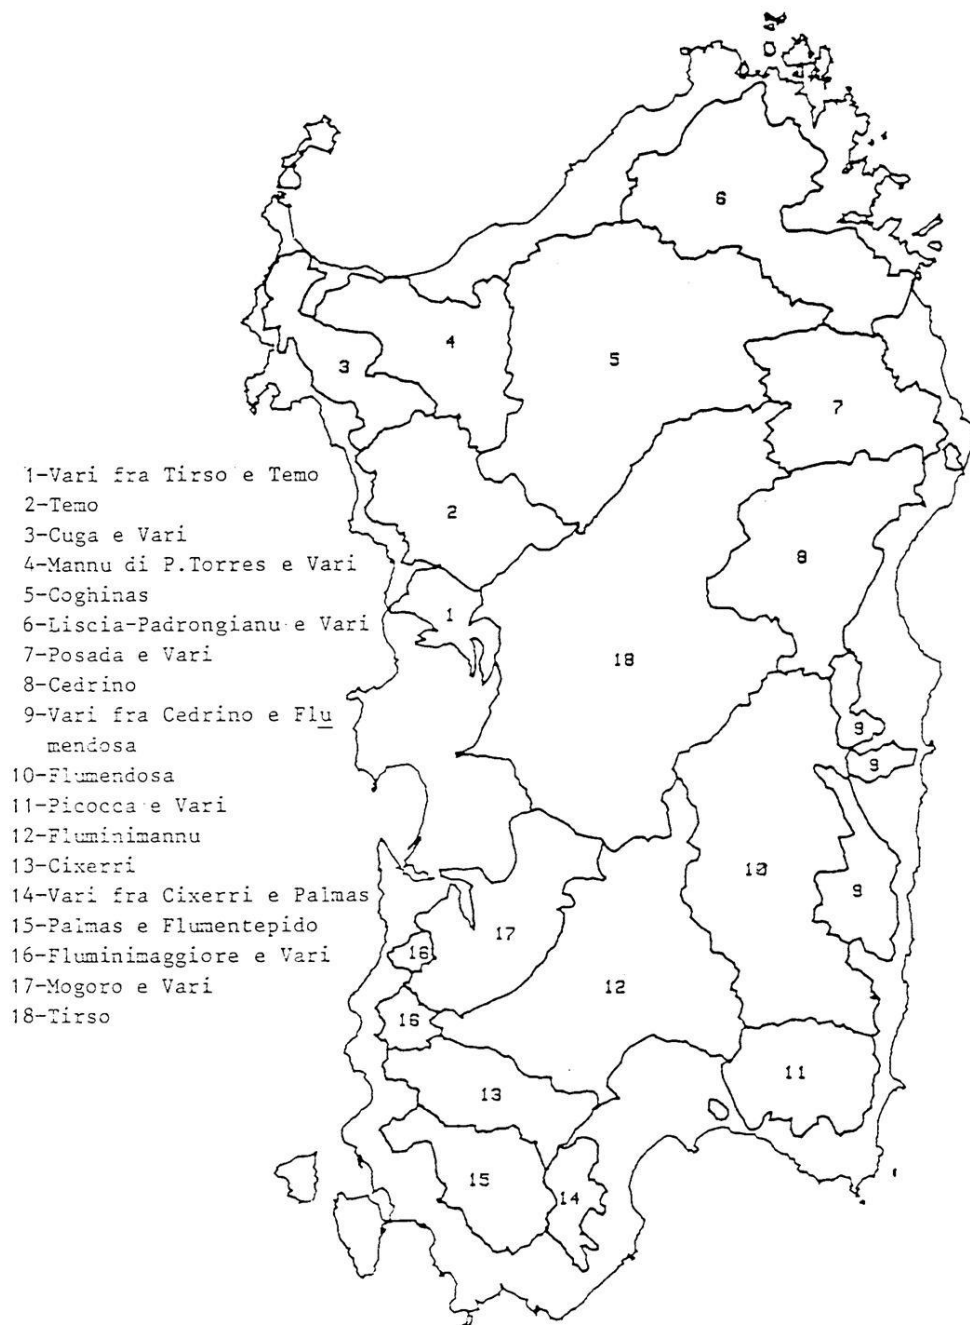 6
4
5
3
7
2
8
1
18
9
9
10
9
17
16
12
16
11
13
15
14
1-Vari fra Tirso e Temo
2-Temo
3-Cuga e Vari
4-Mannu di P.Torres e Vari
5-Coghinas
6-Liscia-Padrongianu e Vari
7-Posada e Vari
8-Cedrino
9-Vari fra Cedrino e Flu
mendosa
10-Flumendosa
11-Picocca e Vari
12-Fluminimannu
13-Cixerri
14-Vari fra Cixerri e Palmas
15-Palmas e Flumentepido
16-Fluminimaggiore e Vari
17-Mogoro e Vari
18-Tirso